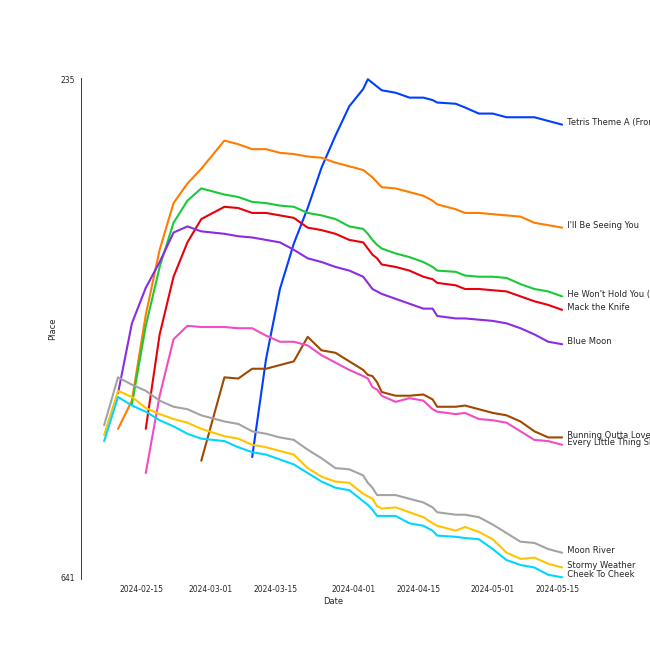 235
Tetris Theme A (Fro
I'll Be Seeing You
He Won't Hold You (
Mack the Knife
Place
Blue Moon
Running Outta Love
Every Little Thing S
Moon River
Stormy Weather
Cheek To Cheek
641
2024-02-15
2024-03-01
2024-03-15
2024-04-01
2024-04-15
2024-05-01
2024-05-15
Date